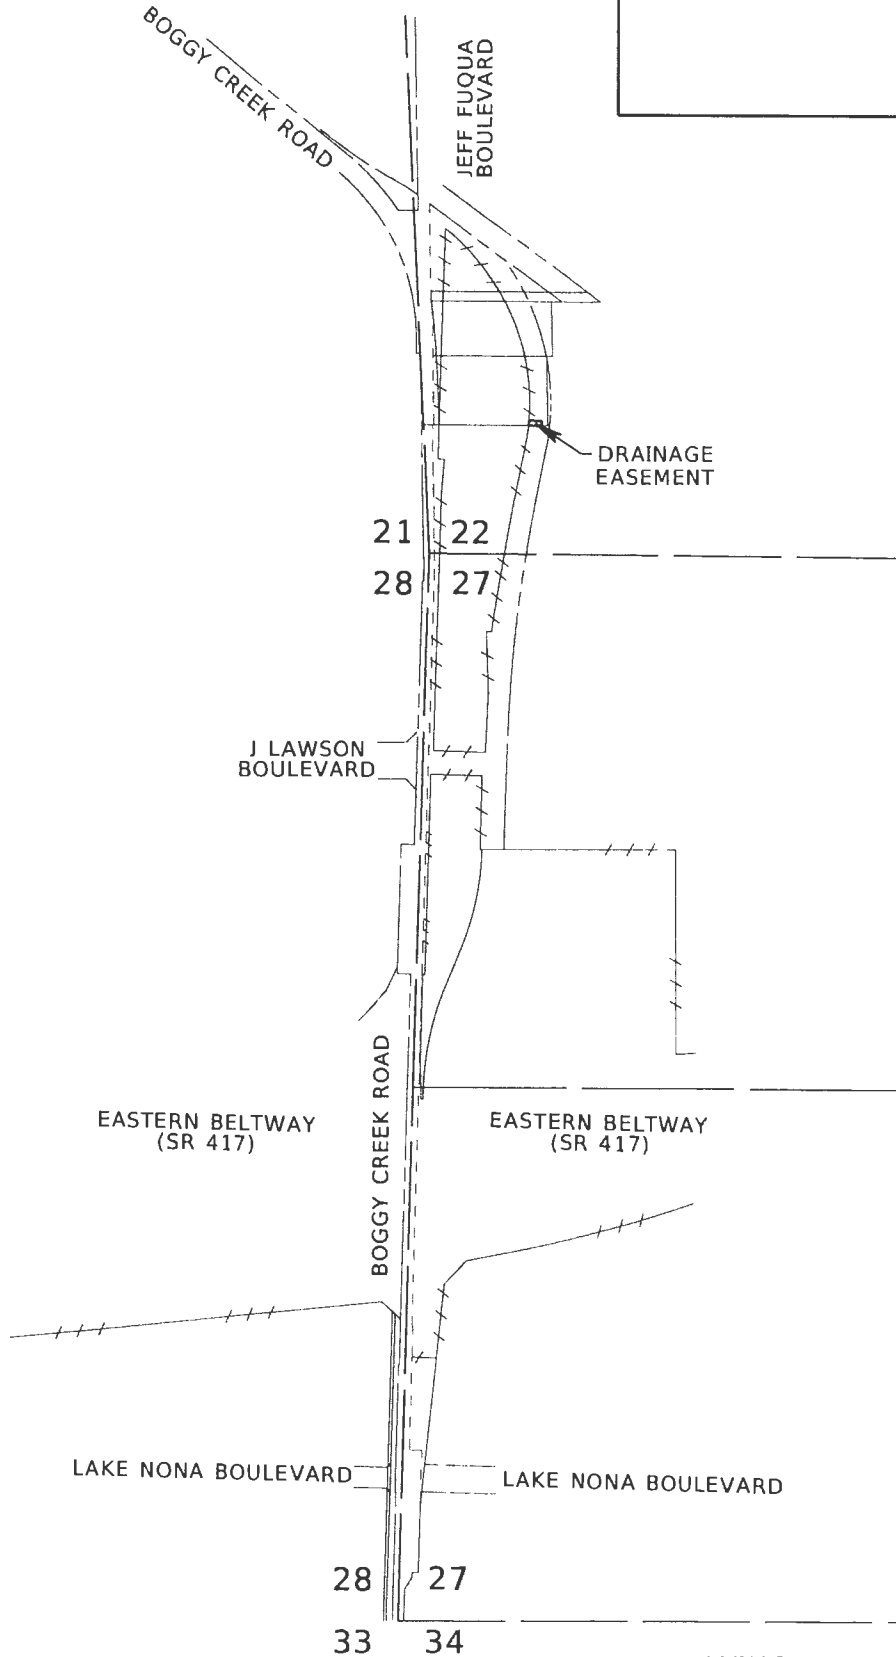 BOGGY CREEK ROAD
JEFF FUQUA
BOULEVARD
DRAINAGE
EASEMENT
21 22
28 27
J LAWSON
BOULEVARD
BOGGY CREEK ROAD
EASTERN BELTWAY
(SR 417)
EASTERN BELTWAY
(SR 417)
LAKE NONA BOULEVARD
LAKE NONA BOULEVARD
28 27
33 34